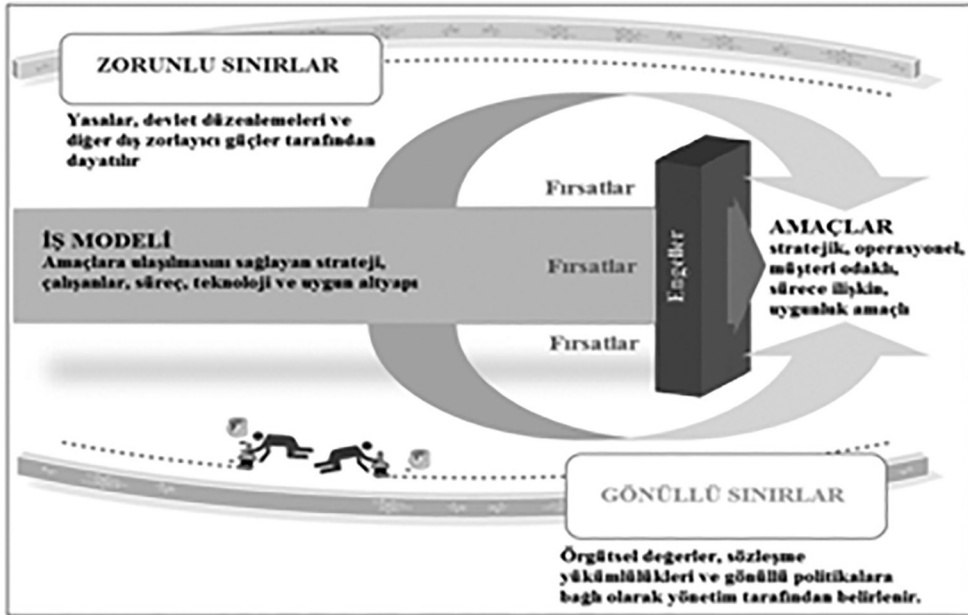 ZORUNLU SINIRLAR
Yasalar, devlet düzenlemeleri ve
diğer dış zorlayıcı güçler tarafından
dayatılır
Fırsatlar
İŞ MODELİ
Amaçlara ulaşılmasını sağlayan strateji,
çalışanlar, süreç, teknoloji ve uygun altyapı
Fırsatlar
Engeller
AMAÇLAR
stratejik, operasyonel,
müşteri odaklı,
sürece ilişkin,
uygunluk amaçlı
Fırsatlar
GÖNÜLLÜ SINIRLAR
Örgütsel değerler, sözleşme
yükümlülükleri ve gönüllü politikalara
bağlı olarak yönetim tarafından belirlenir.